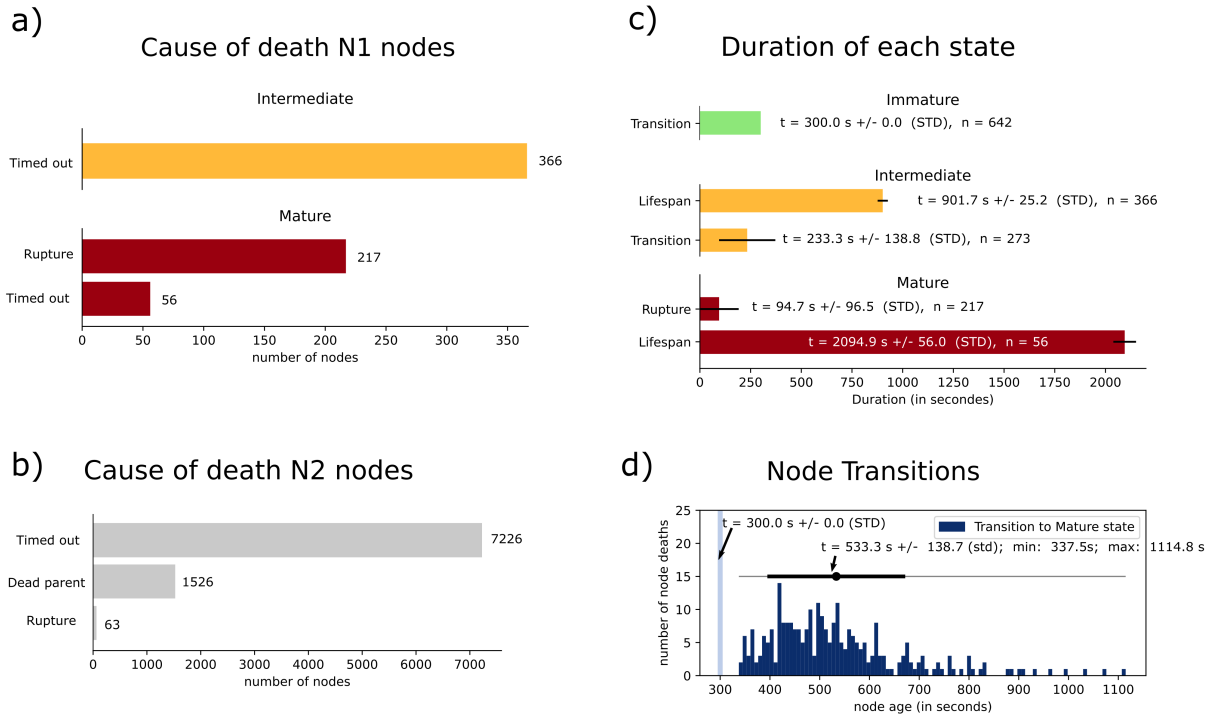 a)
Cause of death N1 nodes
Intermediate
Timed out
366
Mature
Rupture
217
Timed out
56
0 50 100 150 200 250 300 350
number of nodes
b)
Cause of death N2 nodes
Timed out
7226
Dead parent
1526
Rupture
63
0 1000 2000 3000 4000 5000 6000 7000
number of nodes
c)
Duration of each state
Immature
Transition
t = 300.0 s +/- 0.0 (STD), n = 642
Intermediate
Lifespan
t = 901.7 s +/- 25.2 (STD), n = 366
Transition
t = 233.3 s +/- 138.8 (STD), n = 273
Mature
Rupture
t = 94.7 s +/- 96.5 (STD), n = 217
Lifespan
t = 2094.9 s +/- 56.0 (STD), n = 56
0 250 500 750 1000 1250 1500 1750 2000
Duration (in secondes)
d)
Node Transitions
number of node deaths
25
20
15
10
5
0
t = 300.0 s +/- 0.0 (STD)
Transition to Mature state
t = 533.3 s +/- 138.7 (std); min: 337.5s; max: 1114.8 s
300 400 500 600 700 800 900 1000 1100
node age (in seconds)